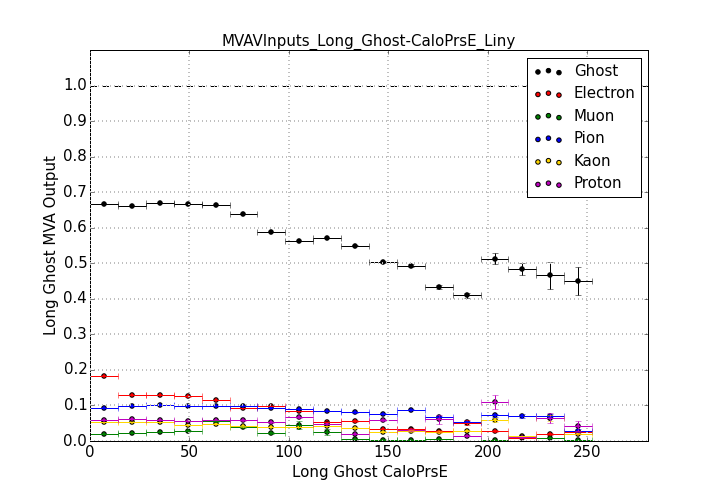 MVAVInputs_Long_Ghost-CaloPrsE_Liny
Long Ghost MVA Output
1.0
0.9
0.8
0.7
0.6
0.5
0.4
0.3
0.2
0.1
0.0
Ghost
Electron
Muon
Pion
Kaon
Proton
0 50 100 150 200 250
Long Ghost CaloPrsE